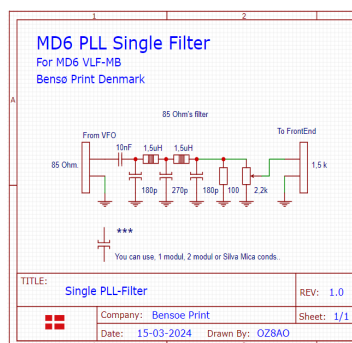 1 2
MD6 PLL Single Filter
For MD6 VLF-MB
Bensø Print Denmark
A
85 Ohm's filter
From VFO
To FrontEnd
10nF 1,5uH 1,5uH
85 Ohm.
1,5 k
180p 270p 180p 100 2,2k
***
You can use, 1 modul, 2 modul or Silva Mica conds..
TITLE:
Single PLL-Filter
REV: 1.0
Company: Bensoe Print
Sheet: 1/1
Date: 15-03-2024 Drawn By: OZ8AO